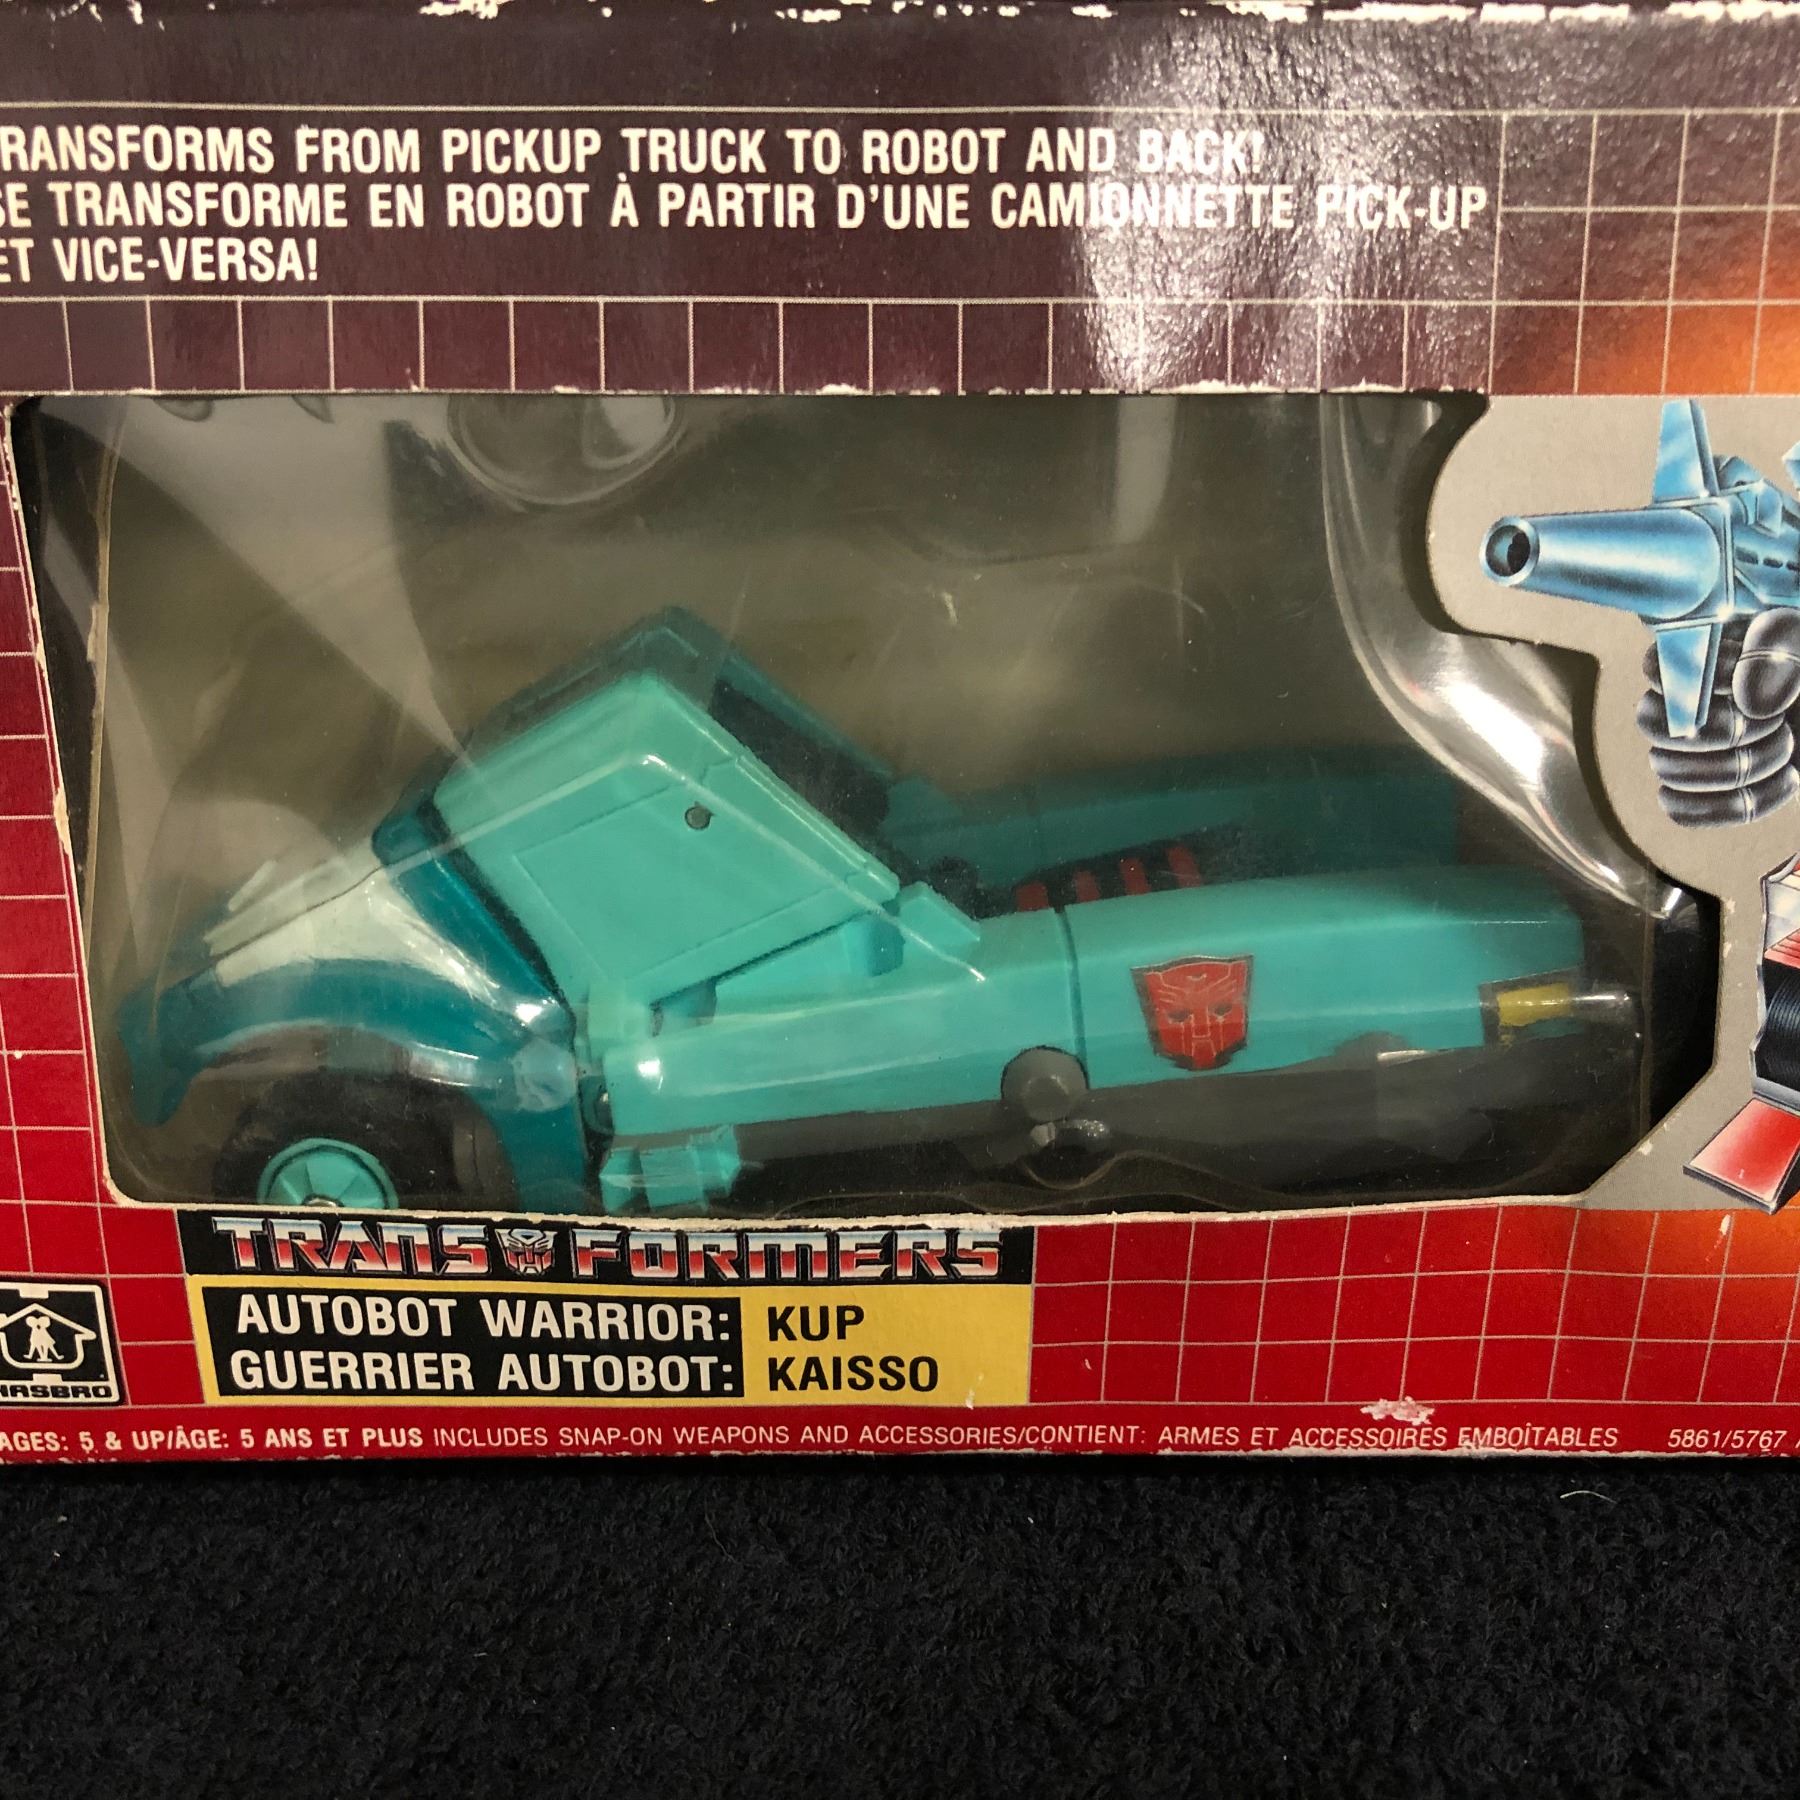 RANSFORMS FROM PICKUP TRUCK TO ROBOT AND BACK!
SE TRANSFORME EN ROBOT À PARTIR D'UNE CAMIONNETTE PICK-UP
ET VICE-VERSA!
TRANSFORMERS
AUTOBOT WARRIOR: KUP
GUERRIER AUTOBOT: KAISSO
HASBRO
AGES: 5 & UP/ÂGE: 5 ANS ET PLUS INCLUDES SNAP-ON WEAPONS AND ACCESSORIES/CONTIENT: ARMES ET ACCESSOIRES EMBOÎTABLES 5861/5767